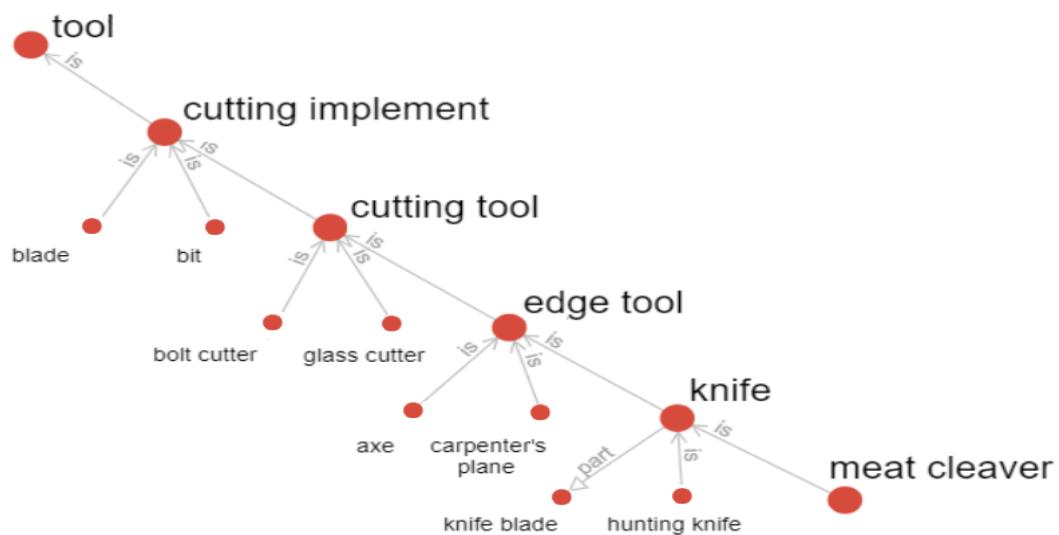 tool
is
cutting implement
is
is
is
cutting tool
blade
bit
is
is
is
edge tool
bolt cutter
glass cutter
is
is
is
knife
axe
carpenter's
plane
part
is
is
meat cleaver
knife blade
hunting knife